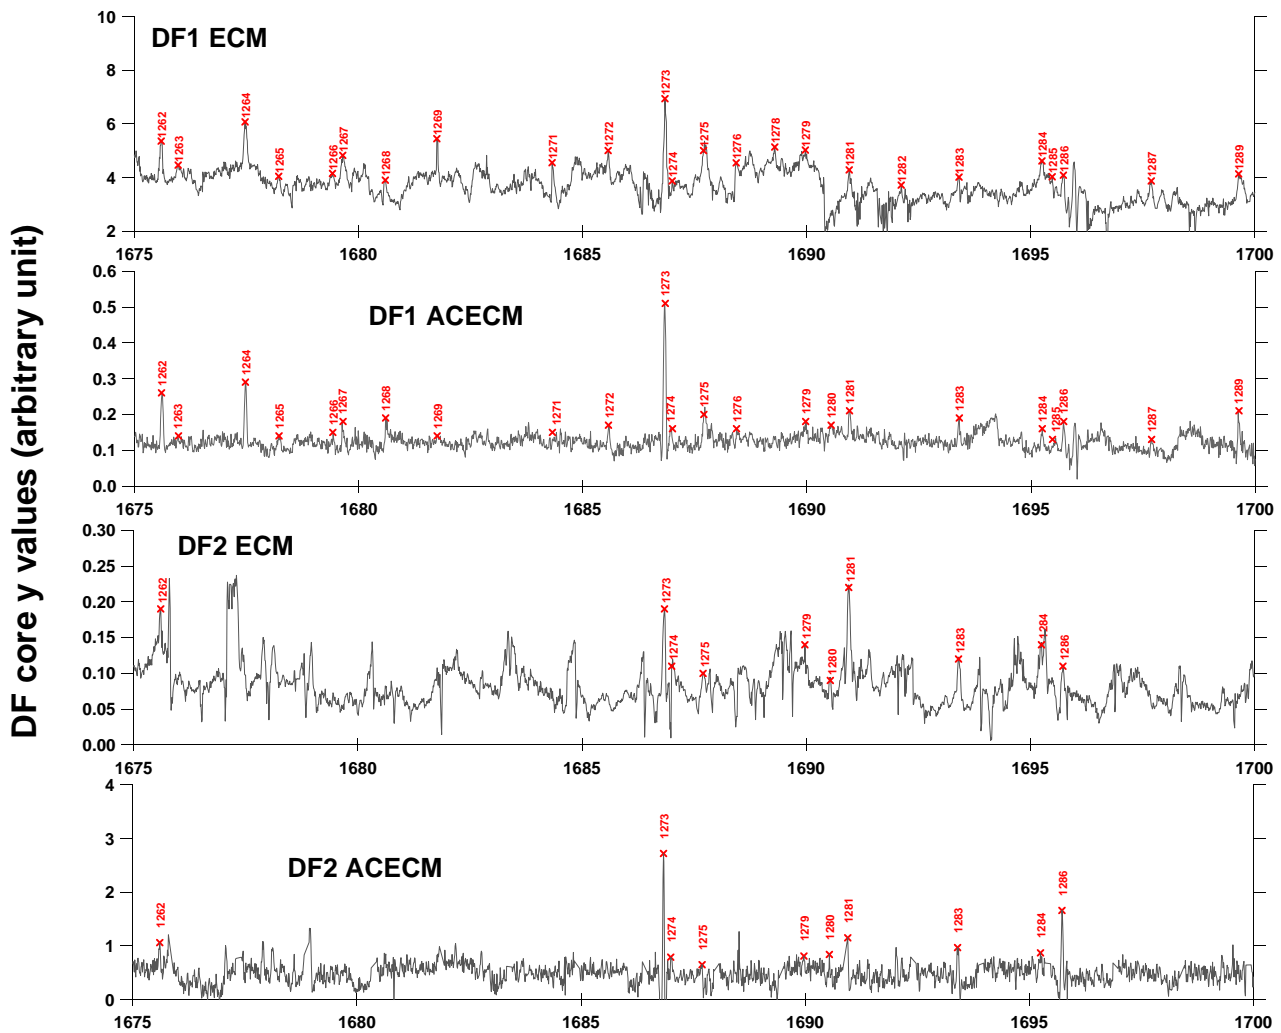 DF core y values (arbitrary unit)
DF1 ECM
10
8
6
4
2
1262 1263 1264 1265 1266 1267 1268 1269 1271 1272 1273 1274 1275 1276 1278 1279 1281 1282 1283 1284 1285 1286 1287 1289
1675 1680 1685 1690 1695 1700
DF1 ACECM
0.6
0.5
0.4
0.3
0.2
0.1
0.0
1262 1263 1264 1265 1266 1267 1268 1269 1271 1272 1273 1274 1275 1276 1279 1280 1281 1283 1284 1285 1286 1287 1289
1675 1680 1685 1690 1695 1700
DF2 ECM
0.30
0.25
0.20
0.15
0.10
0.05
0.00
1262 1273 1274 1275 1279 1280 1281 1283 1284 1286
1675 1680 1685 1690 1695 1700
DF2 ACECM
4
3
2
1
0
1262 1273 1274 1275 1279 1280 1281 1283 1284 1286
1675 1680 1685 1690 1695 1700